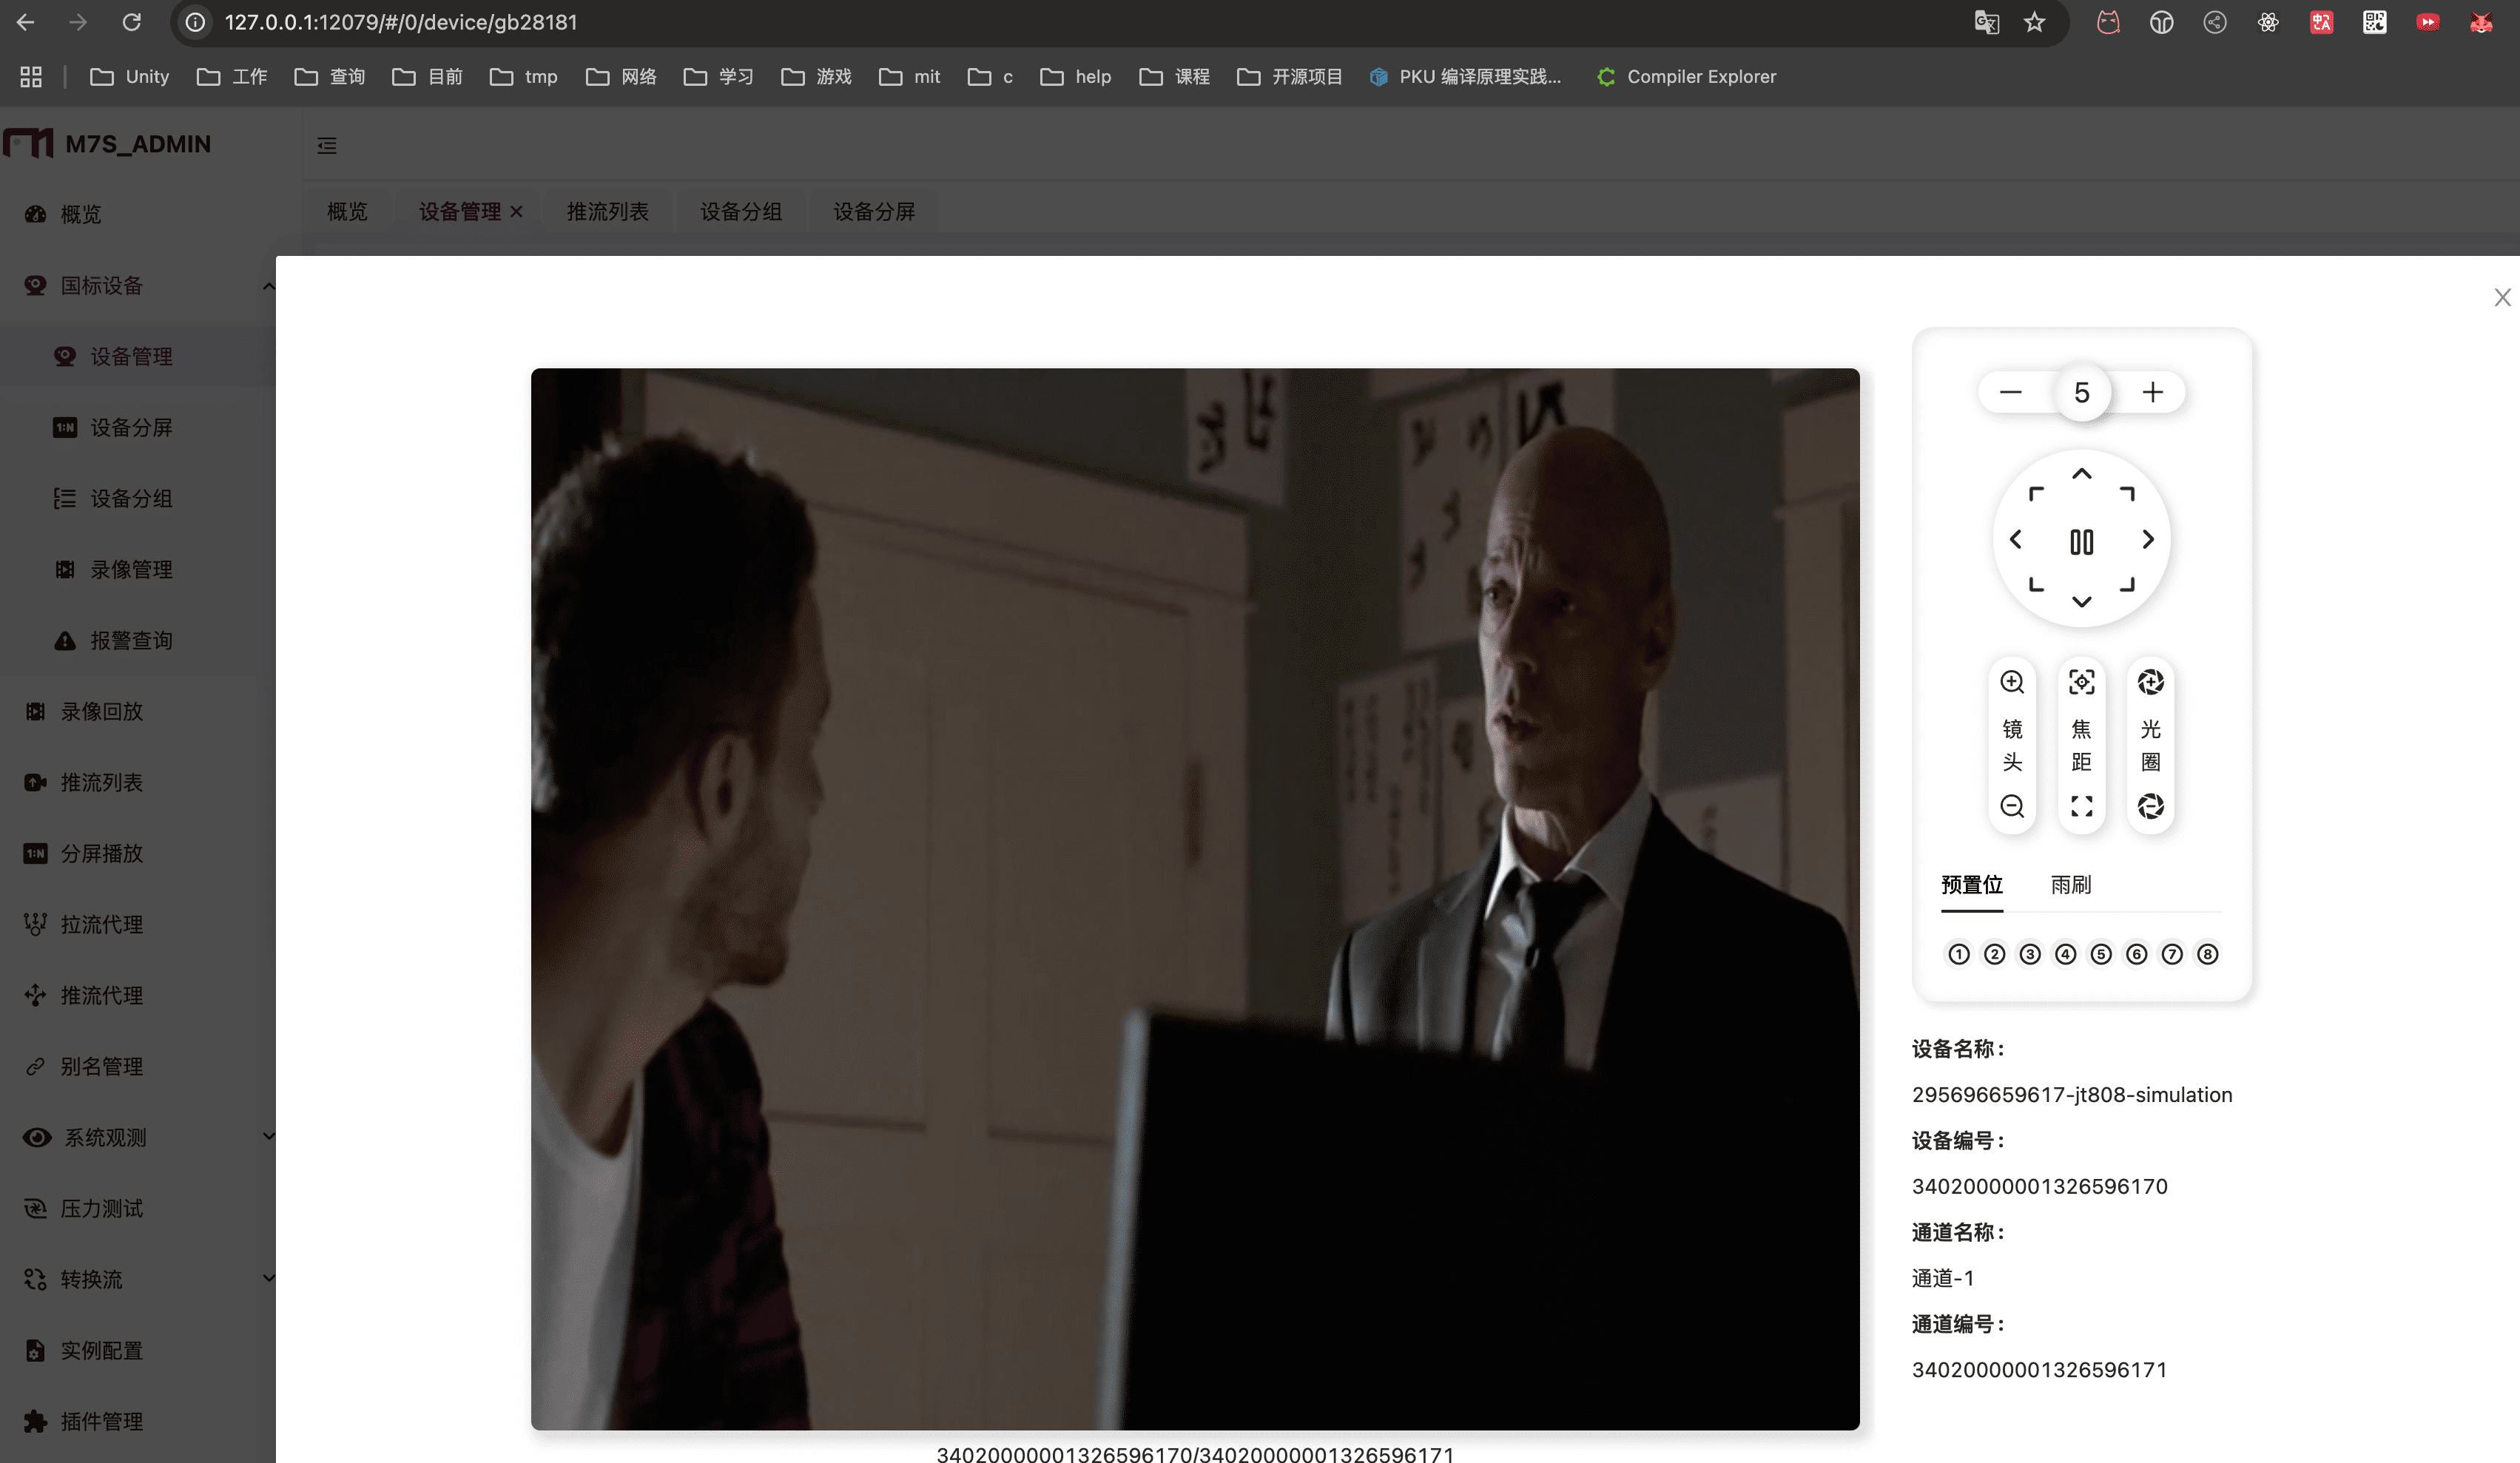 127.0.0.1:12079/#/0/device/gb28181
Unity 工作 查询 目前 tmp 网络 学习 游戏 mit c help 课程 开源项目 PKU 编译原理实践... Compiler Explorer
M7S_ADMIN
概览 设备管理 推流列表 设备分组 设备分屏
概览
国标设备
设备管理
1:N 设备分屏
设备分组
录像管理
报警查询
录像回放
推流列表
1:N 分屏播放
拉流代理
推流代理
别名管理
系统观测
压力测试
转换流
实例配置
插件管理
34020000001326596170/34020000001326596171
5
镜头 焦距 光圈
预置位 雨刷
① ② ③ ④ ⑤ ⑥ ⑦ ⑧
设备名称：
295696659617-jt808-simulation
设备编号：
34020000001326596170
通道名称：
通道-1
通道编号：
34020000001326596171